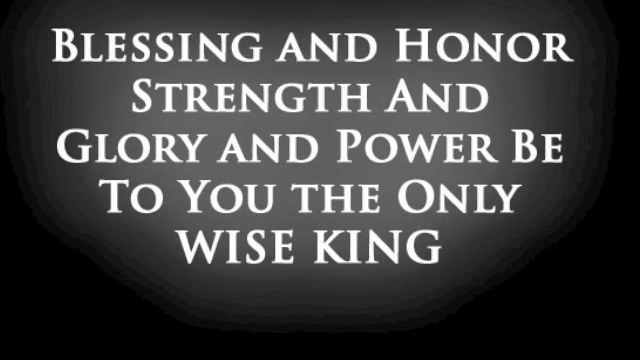 Blessing and Honor
Strength And
Glory and Power Be
To You the Only
WISE KING